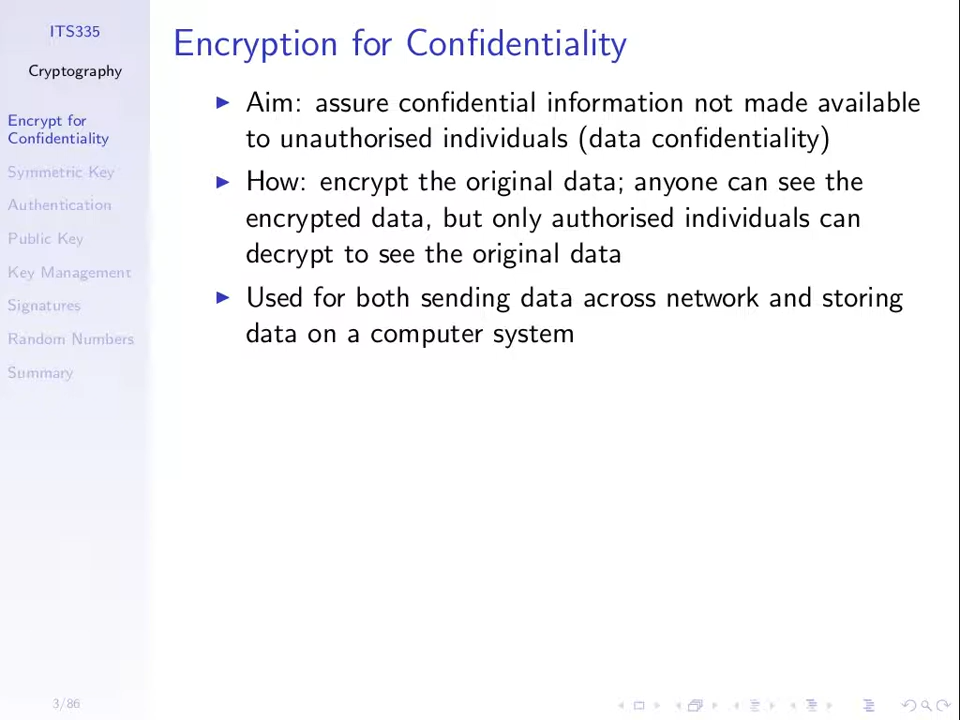 ITS335
Cryptography
Encrypt for
Confidentiality
Symmetric Key
Authentication
Public Key
Key Management
Signatures
Random Numbers
Summary
3/86
Encryption for Confidentiality
Aim: assure confidential information not made available
to unauthorised individuals (data confidentiality)
How: encrypt the original data; anyone can see the
encrypted data, but only authorised individuals can
decrypt to see the original data
Used for both sending data across network and storing
data on a computer system